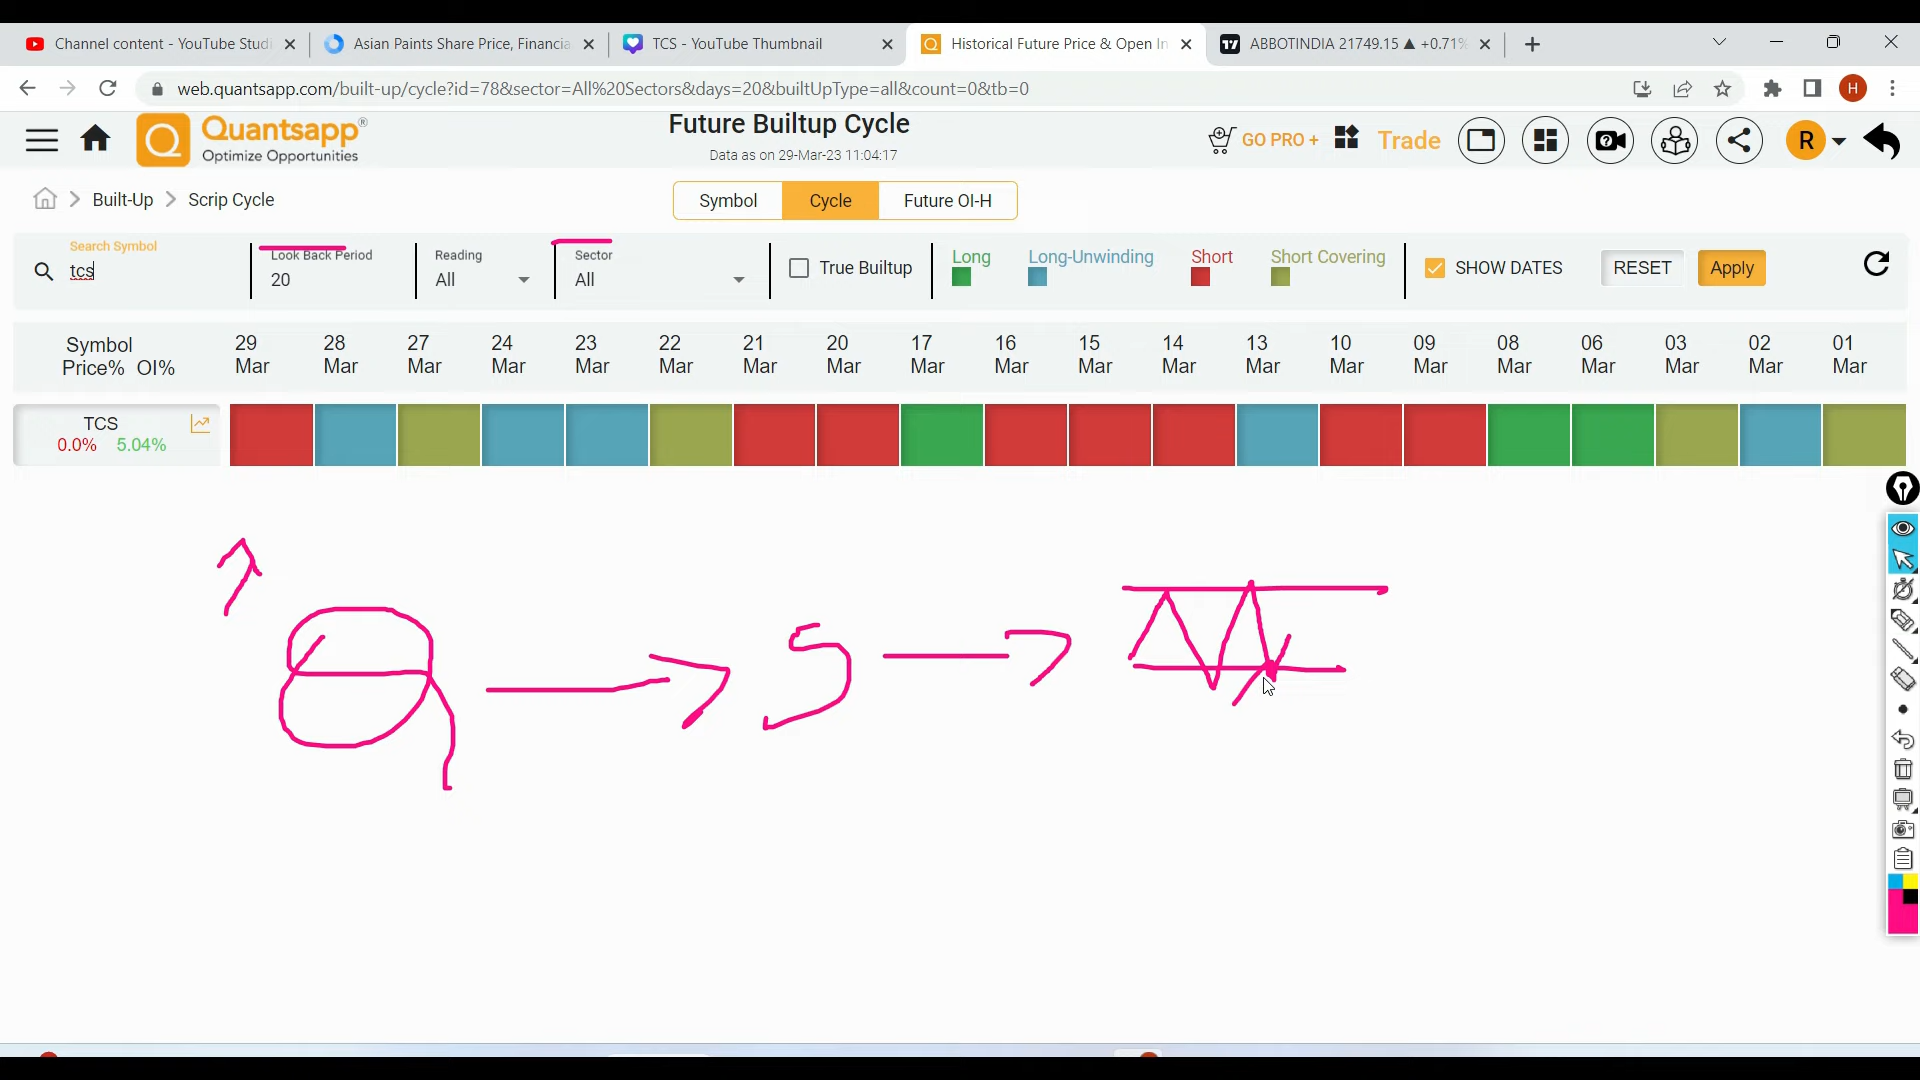 Channel content - YouTube Studi
Asian Paints Share Price, Financia
TCS - YouTube Thumbnail
Historical Future Price & Open In
ABBOTINDIA 21749.15 ▲ +0.71%
web.quantsapp.com/built-up/cycle?id=78&sector=All%20Sectors&days=20&builtUpType=all&count=0&tb=0
H
Quantsapp®
Optimize Opportunities
Future Builtup Cycle
Data as on 29-Mar-23 11:04:17
GO PRO +
Trade
R
Built-Up > Scrip Cycle
Symbol Cycle Future OI-H
Search Symbol
tcs
Look Back Period
20
Reading
All
Sector
All
True Builtup
Long
Long-Unwinding
Short
Short Covering
SHOW DATES
RESET
Apply
Symbol
Price% OI%
29 Mar
28 Mar
27 Mar
24 Mar
23 Mar
22 Mar
21 Mar
20 Mar
17 Mar
16 Mar
15 Mar
14 Mar
13 Mar
10 Mar
09 Mar
08 Mar
06 Mar
03 Mar
02 Mar
01 Mar
TCS
0.0% 5.04%